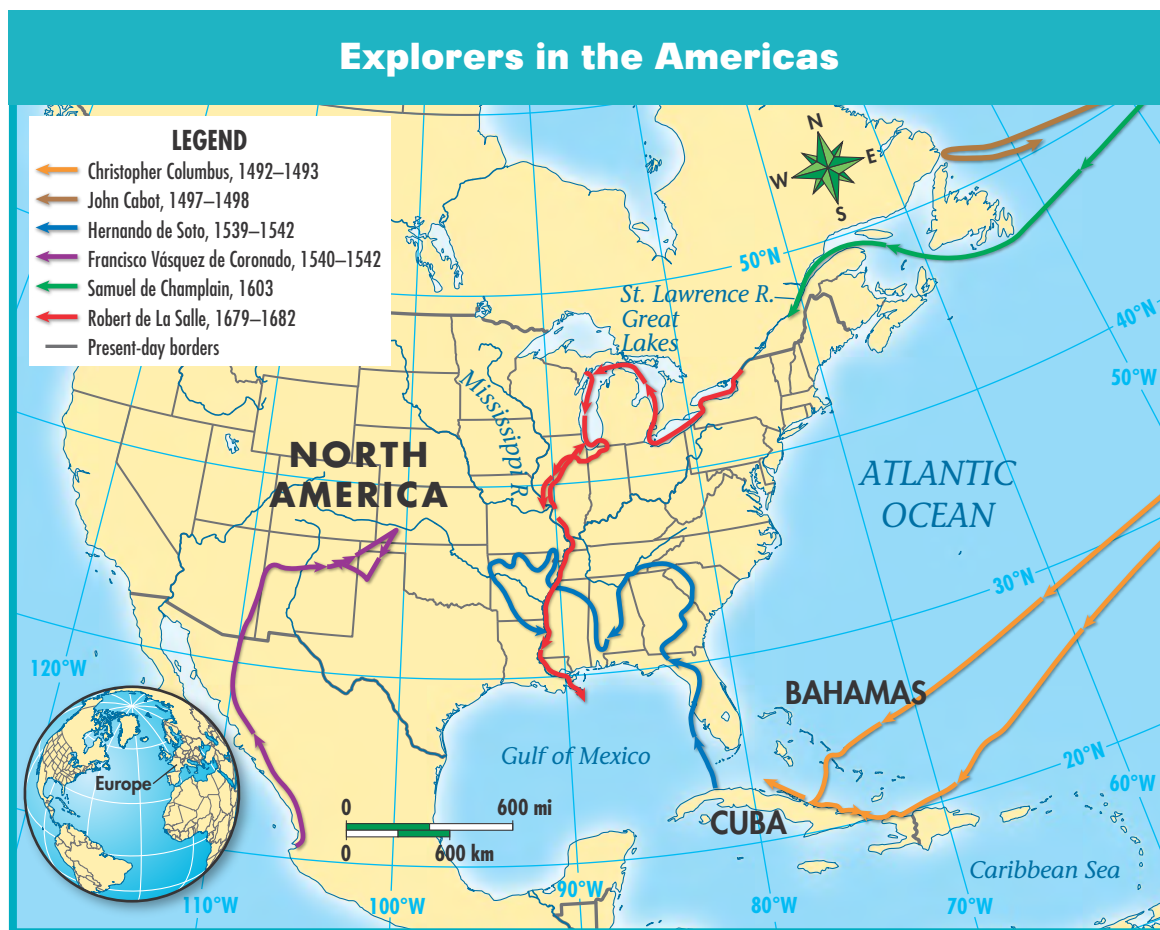 Explorers in the Americas
LEGEND
Christopher Columbus, 1492–1493
John Cabot, 1497–1498
Hernando de Soto, 1539–1542
Francisco Vásquez de Coronado, 1540–1542
Samuel de Champlain, 1603
Robert de La Salle, 1679–1682
Present-day borders
N
E
W
S
50°N
St. Lawrence R.
Great
Lakes
40°N
50°W
Mississippi R.
NORTH
AMERICA
ATLANTIC
OCEAN
30°N
120°W
BAHAMAS
Gulf of Mexico
20°N
60°W
Europe
0
600 mi
0
600 km
CUBA
Caribbean Sea
110°W
100°W
90°W
80°W
70°W